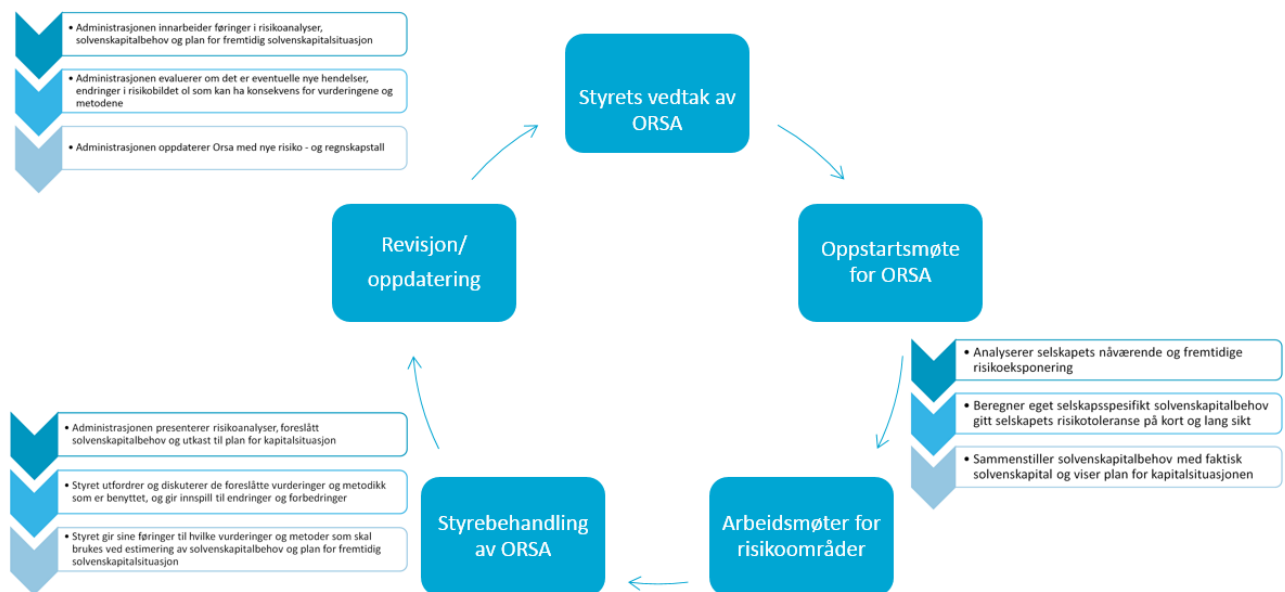 • Administrasjonen innarbeider føringer i risikoanalyser,
solvenskapitalbehov og plan for fremtidig solvenskapitalsituasjon
• Administrasjonen evaluerer om det er eventuelle nye hendelser,
endringer i risikobildet ol som kan ha konsekvens for vurderingene og
metodene
• Administrasjonen oppdaterer Orsa med nye risiko - og regnskapstall
Styrets vedtak av
ORSA
Oppstartsmøte
for ORSA
• Analyserer selskapets nåværende og fremtidige
risikoeksponering
• Beregner eget selskapsspesifikt solvenskapitalbehov
gitt selskapets risikotoleranse på kort og lang sikt
• Sammenstiller solvenskapitalbehov med faktisk
solvenskapital og viser plan for kapitalsituasjonen
Arbeidsmøter for
risikoområder
Styrebehandling
av ORSA
• Administrasjonen presenterer risikoanalyser, foreslått
solvenskapitalbehov og utkast til plan for kapitalsituasjon
• Styret utfordrer og diskuterer de foreslåtte vurderinger og metodikk
som er benyttet, og gir innspill til endringer og forbedringer
• Styret gir sine føringer til hvilke vurderinger og metoder som skal
brukes ved estimering av solvenskapitalbehov og plan for fremtidig
solvenskapitalsituasjon
Revisjon/
oppdatering